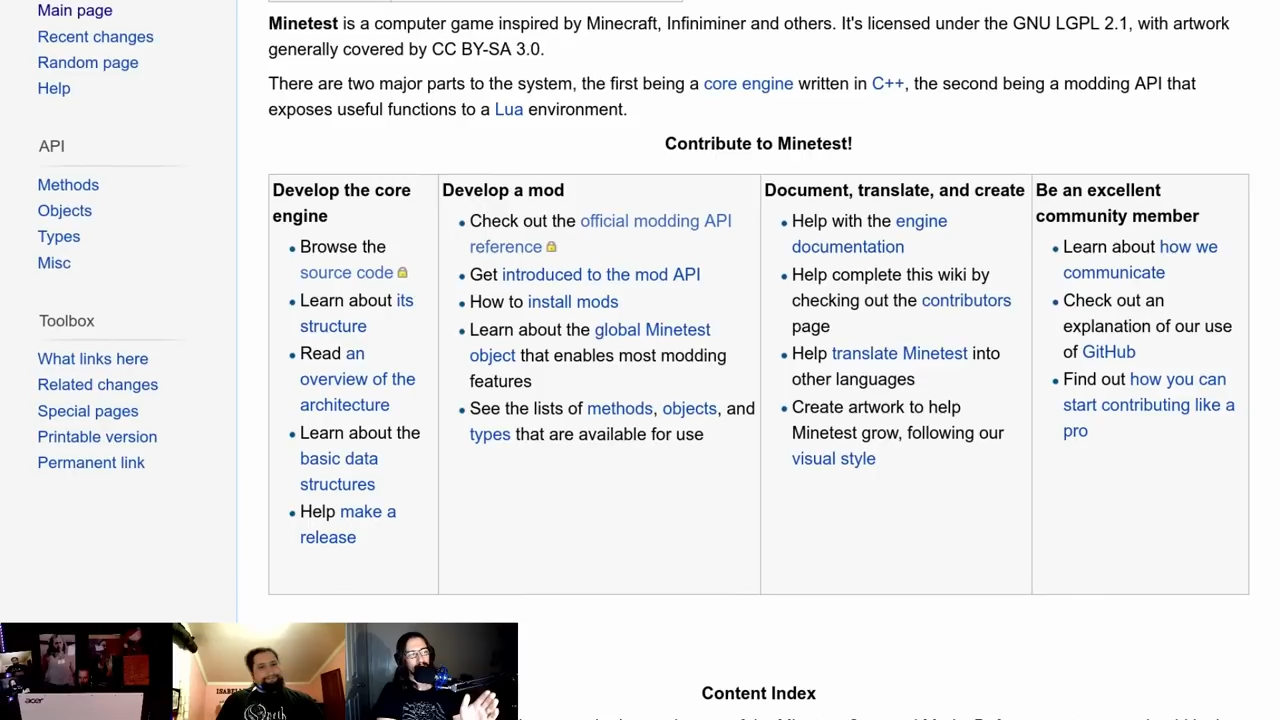 Main page
Recent changes
Random page
Help
API
Methods
Objects
Types
Misc
Toolbox
What links here
Related changes
Special pages
Printable version
Permanent link
Minetest is a computer game inspired by Minecraft, Infiniminer and others. It's licensed under the GNU LGPL 2.1, with artwork
generally covered by CC BY-SA 3.0.
There are two major parts to the system, the first being a core engine written in C++, the second being a modding API that
exposes useful functions to a Lua environment.
Contribute to Minetest!
Develop the core
engine
Browse the
source code
Learn about its
structure
Read an
overview of the
architecture
Learn about the
basic data
structures
Help make a
release
Develop a mod
Check out the official modding API
reference
Get introduced to the mod API
How to install mods
Learn about the global Minetest
object that enables most modding
features
See the lists of methods, objects, and
types that are available for use
Document, translate, and create
Help with the engine
documentation
Help complete this wiki by
checking out the contributors
page
Help translate Minetest into
other languages
Create artwork to help
Minetest grow, following our
visual style
Be an excellent
community member
Learn about how we
communicate
Check out an
explanation of our use
of GitHub
Find out how you can
start contributing like a
pro
Content Index
acer
Opeth